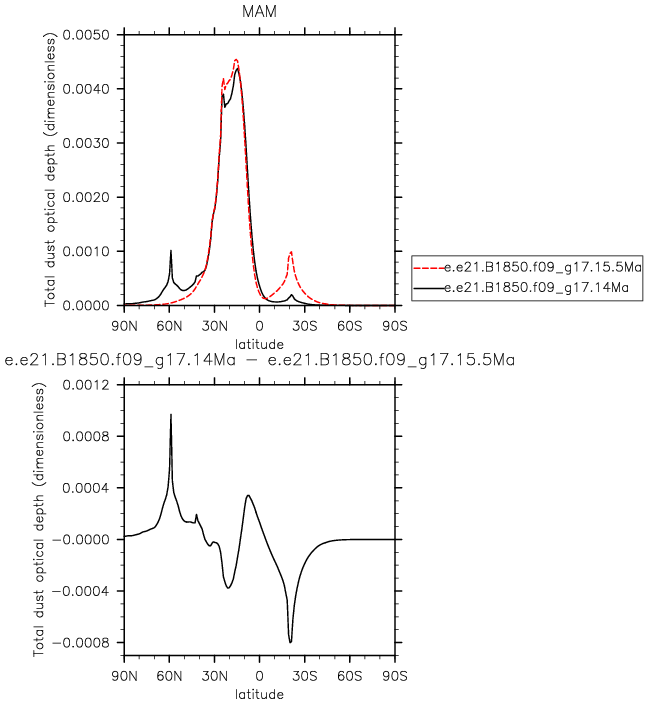 MAM
Total dust optical depth (dimensionless)
0.0050
0.0040
0.0030
0.0020
0.0010
0.0000
90N 60N 30N 0 30S 60S 90S
latitude
e.e21.B1850.f09_g17.15.5Ma
e.e21.B1850.f09_g17.14Ma
e.e21.B1850.f09_g17.14Ma − e.e21.B1850.f09_g17.15.5Ma
Total dust optical depth (dimensionless)
0.0012
0.0008
0.0004
−0.0000
−0.0004
−0.0008
90N 60N 30N 0 30S 60S 90S
latitude